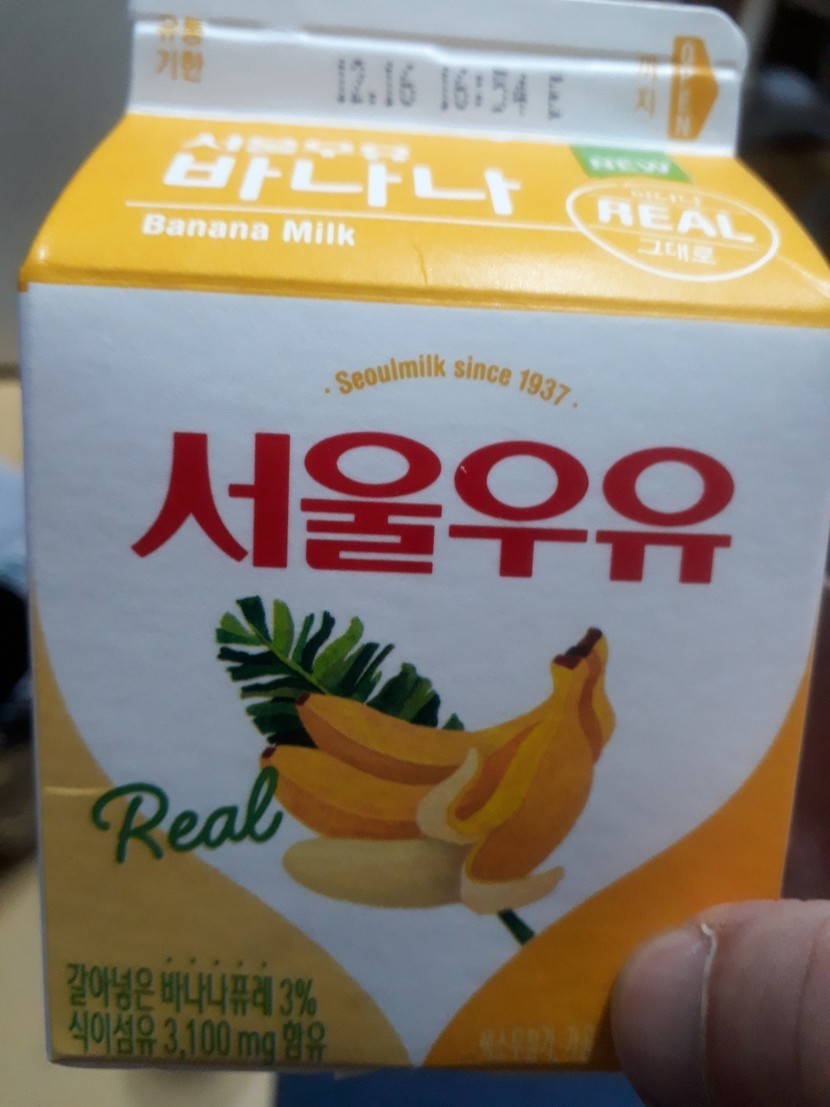 유통
기한
12.16 16:54 E
까지
OPEN
서울우유
바나나
Banana Milk
NEW
REAL
그대로
· Seoulmilk since 1937 ·
서울우유
Real
갈아넣은 바나나퓨레 3%
식이섬유 3,100 mg 함유